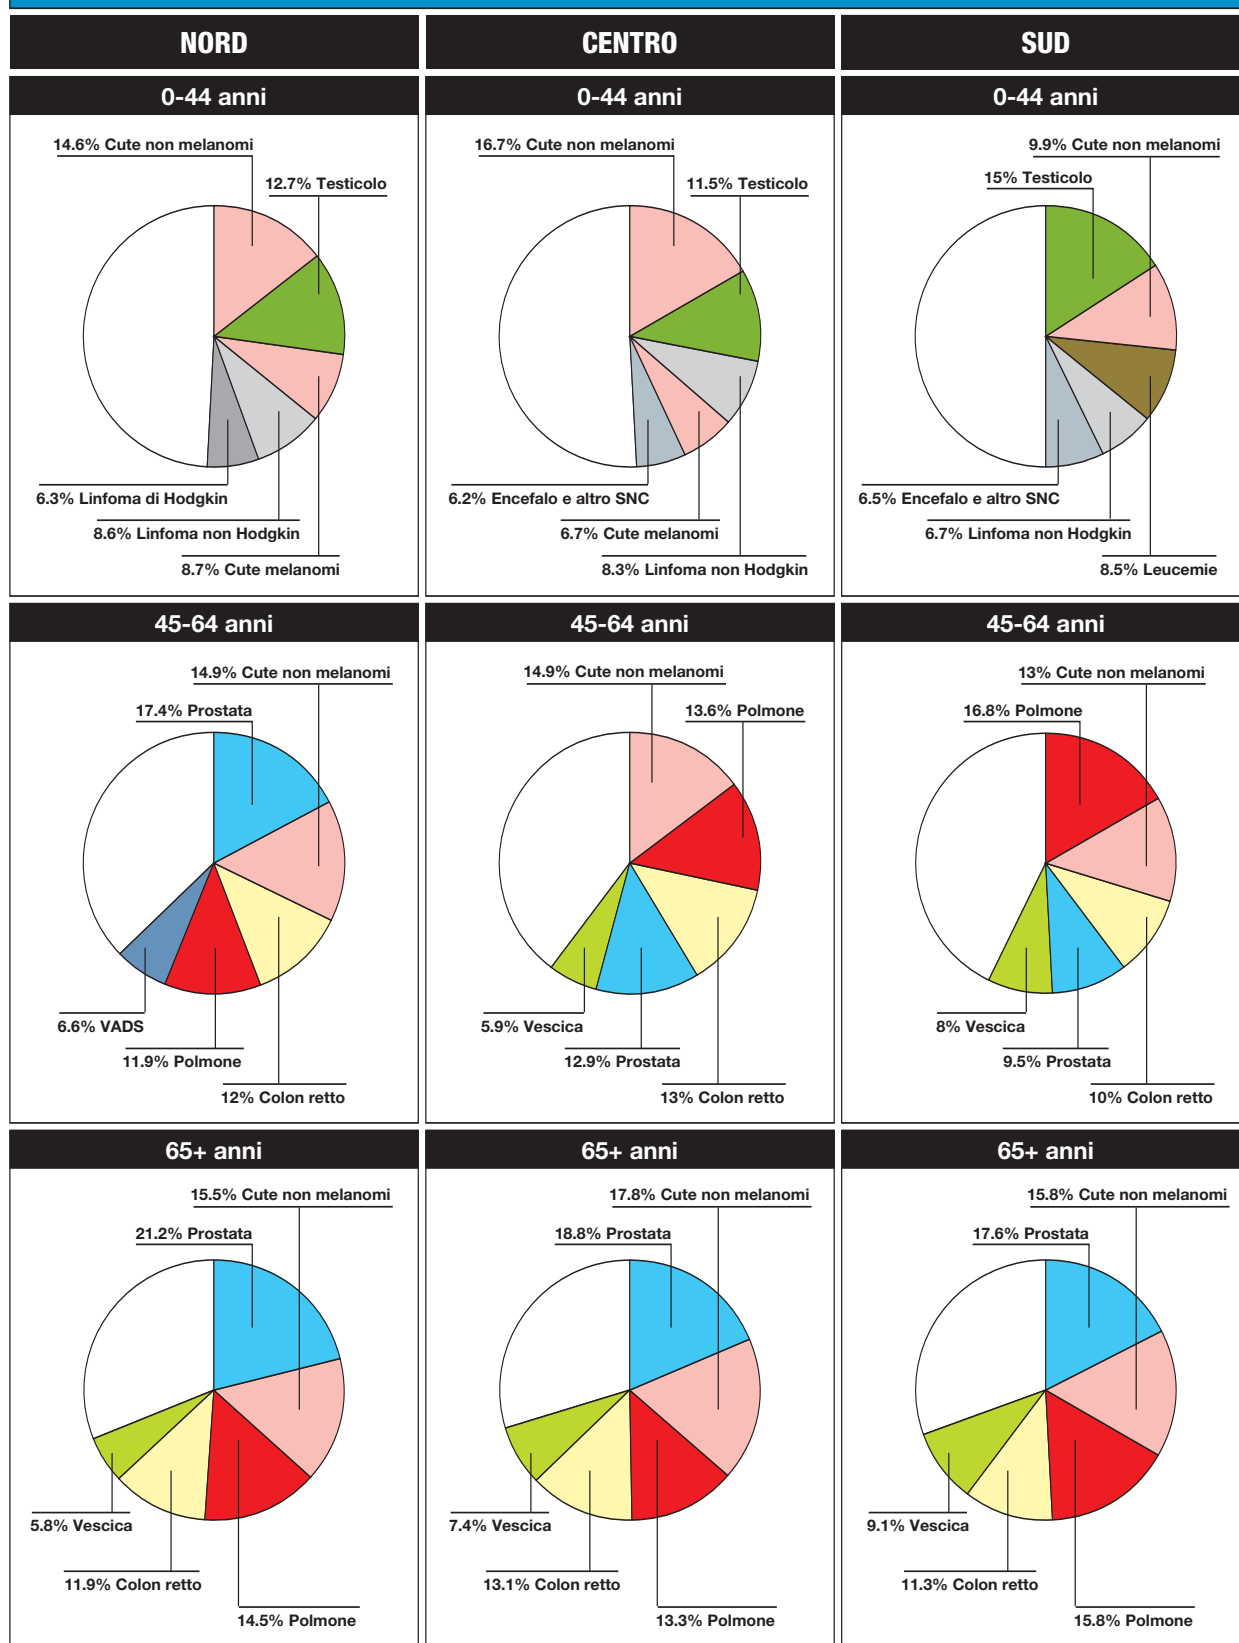 NORD
CENTRO
SUD
0-44 anni
0-44 anni
0-44 anni
14.6% Cute non melanomi
12.7% Testicolo
6.3% Linfoma di Hodgkin
8.6% Linfoma non Hodgkin
8.7% Cute melanomi
16.7% Cute non melanomi
11.5% Testicolo
6.2% Encefalo e altro SNC
6.7% Cute melanomi
8.3% Linfoma non Hodgkin
9.9% Cute non melanomi
15% Testicolo
6.5% Encefalo e altro SNC
6.7% Linfoma non Hodgkin
8.5% Leucemie
45-64 anni
45-64 anni
45-64 anni
14.9% Cute non melanomi
17.4% Prostata
6.6% VADS
11.9% Polmone
12% Colon retto
14.9% Cute non melanomi
13.6% Polmone
5.9% Vescica
12.9% Prostata
13% Colon retto
13% Cute non melanomi
16.8% Polmone
8% Vescica
9.5% Prostata
10% Colon retto
65+ anni
65+ anni
65+ anni
15.5% Cute non melanomi
21.2% Prostata
5.8% Vescica
11.9% Colon retto
14.5% Polmone
17.8% Cute non melanomi
18.8% Prostata
7.4% Vescica
13.1% Colon retto
13.3% Polmone
15.8% Cute non melanomi
17.6% Prostata
9.1% Vescica
11.3% Colon retto
15.8% Polmone